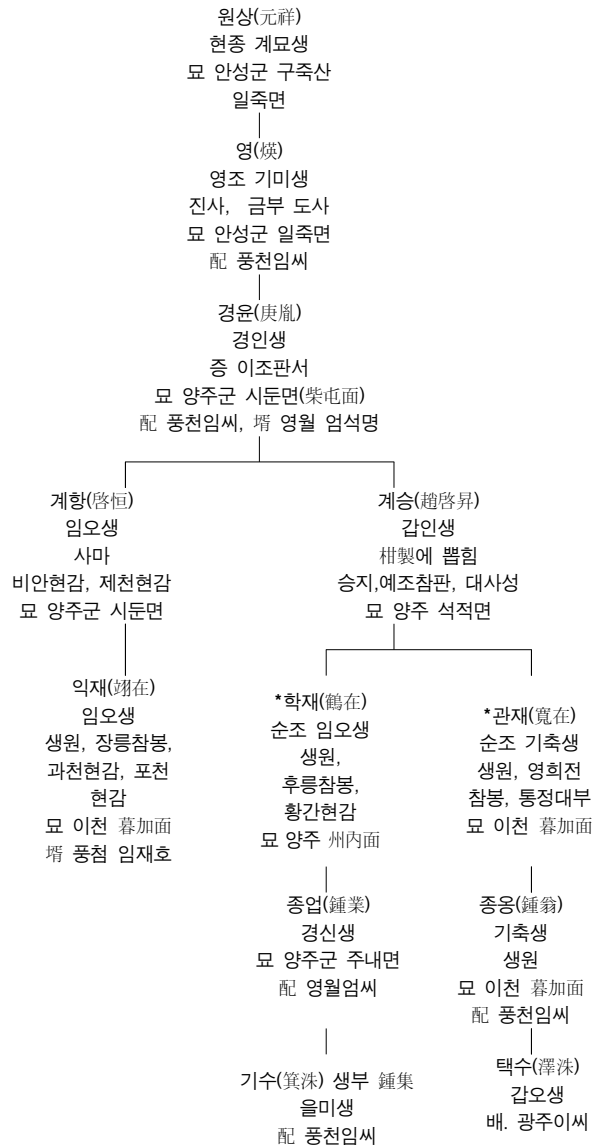 원상(元祥)
현종 계묘생
묘 안성군 구죽산
일죽면
영(煐)
영조 기미생
진사, 금부 도사
묘 안성군 일죽면
配 풍천임씨
경윤(庚胤)
경인생
증 이조판서
묘 양주군 시둔면(柴屯面)
配 풍천임씨, 壻 영월 엄석명
계항(啓恒)
임오생
사마
비안현감, 제천현감
묘 양주군 시둔면
계승(趙啓昇)
갑인생
柑製에 뽑힘
승지,예조참판, 대사성
묘 양주 석적면
익재(翊在)
임오생
생원, 장릉참봉,
과천현감, 포천
현감
묘 이천 暮加面
壻 풍첨 임재호
*학재(鶴在)
순조 임오생
생원,
후릉참봉,
황간현감
묘 양주 州內面
*관재(寬在)
순조 기축생
생원, 영희전
참봉, 통정대부
묘 이천 暮加面
종업(鍾業)
경신생
묘 양주군 주내면
配 영월엄씨
종옹(鍾翁)
기축생
생원
묘 이천 暮加面
配 풍천임씨
기수(箕洙) 생부 鍾集
을미생
配 풍천임씨
택수(澤洙)
갑오생
배. 광주이씨